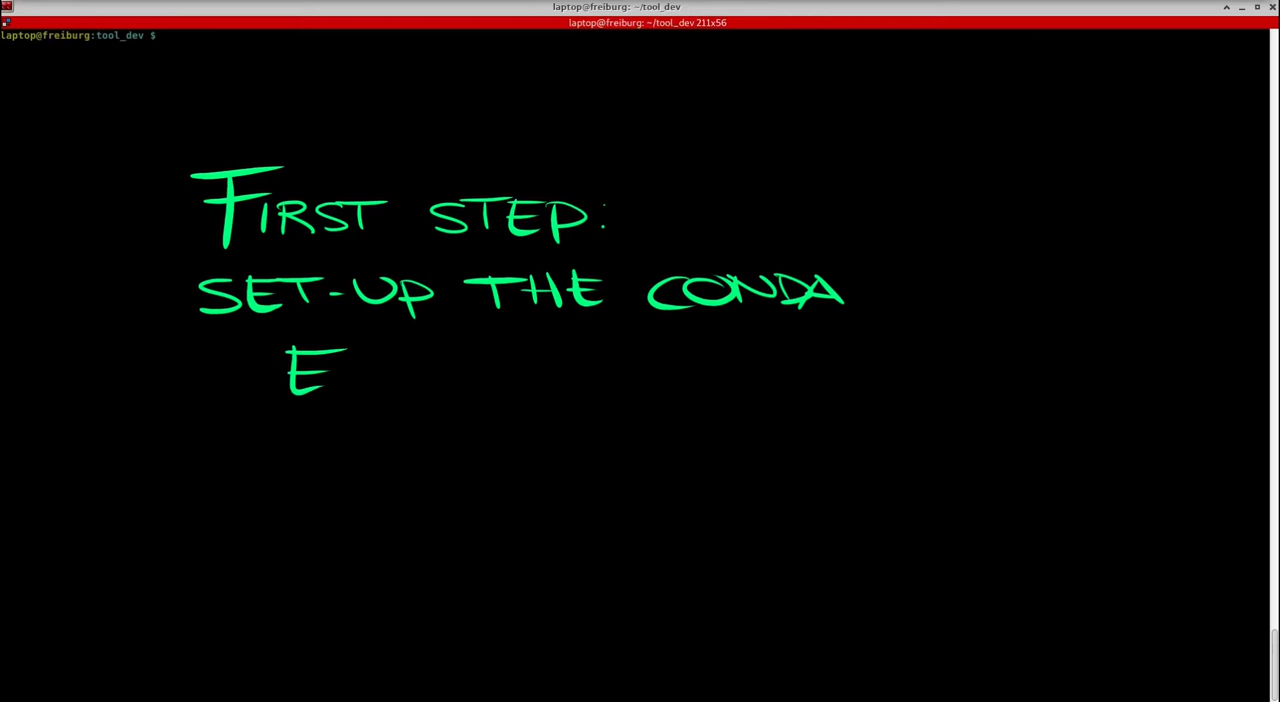 laptop@freiburg: ~/tool_dev
laptop@freiburg: ~/tool_dev 211x56
laptop@freiburg:tool_dev $
FIRST STEP:
SET-UP THE CONDA
E